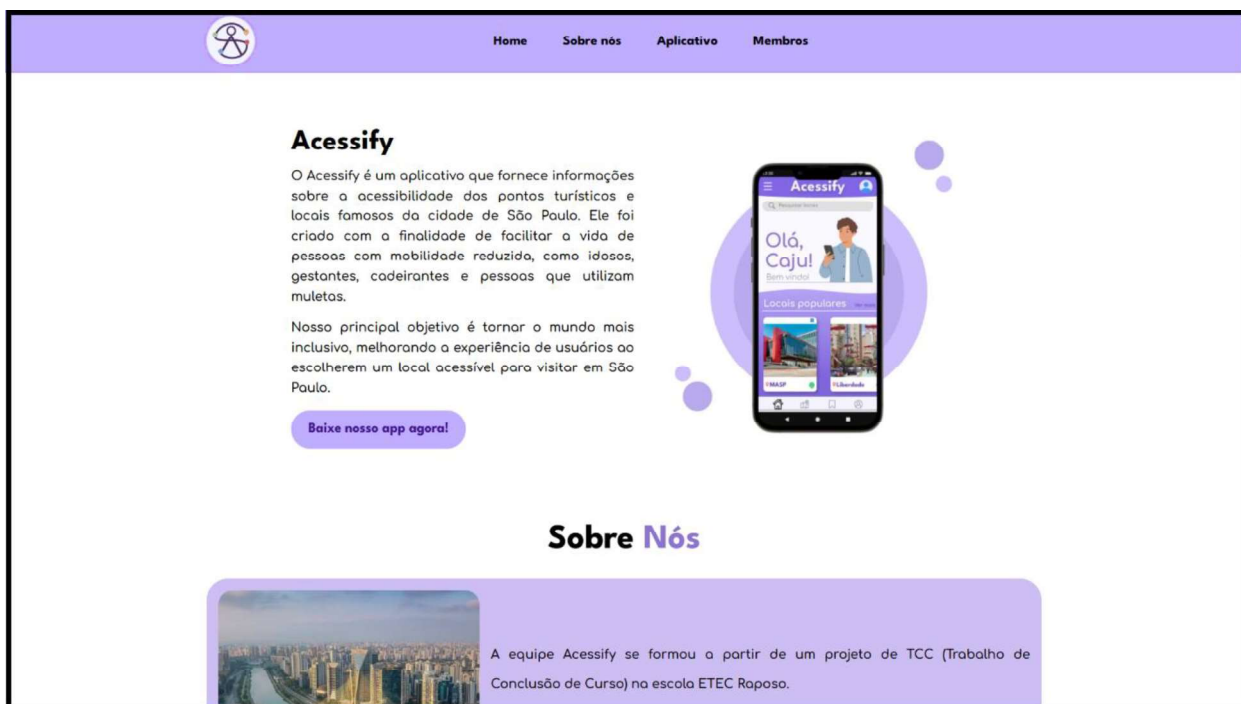 Home Sobre nós Aplicativo Membros
Acessify
O Acessify é um aplicativo que fornece informações
sobre a acessibilidade dos pontos turísticos e
locais famosos da cidade de São Paulo. Ele foi
criado com a finalidade de facilitar a vida de
pessoas com mobilidade reduzida, como idosos,
gestantes, cadeirantes e pessoas que utilizam
muletas.
Nosso principal objetivo é tornar o mundo mais
inclusivo, melhorando a experiência de usuários ao
escolherem um local acessível para visitar em São
Paulo.
Baixe nosso app agora!
Acessify
Olá,
Caju!
Bem vindo!
Locais populares
MASP
Liberdade
Sobre Nós
A equipe Acessify se formou a partir de um projeto de TCC (Trabalho de
Conclusão de Curso) na escola ETEC Raposo.